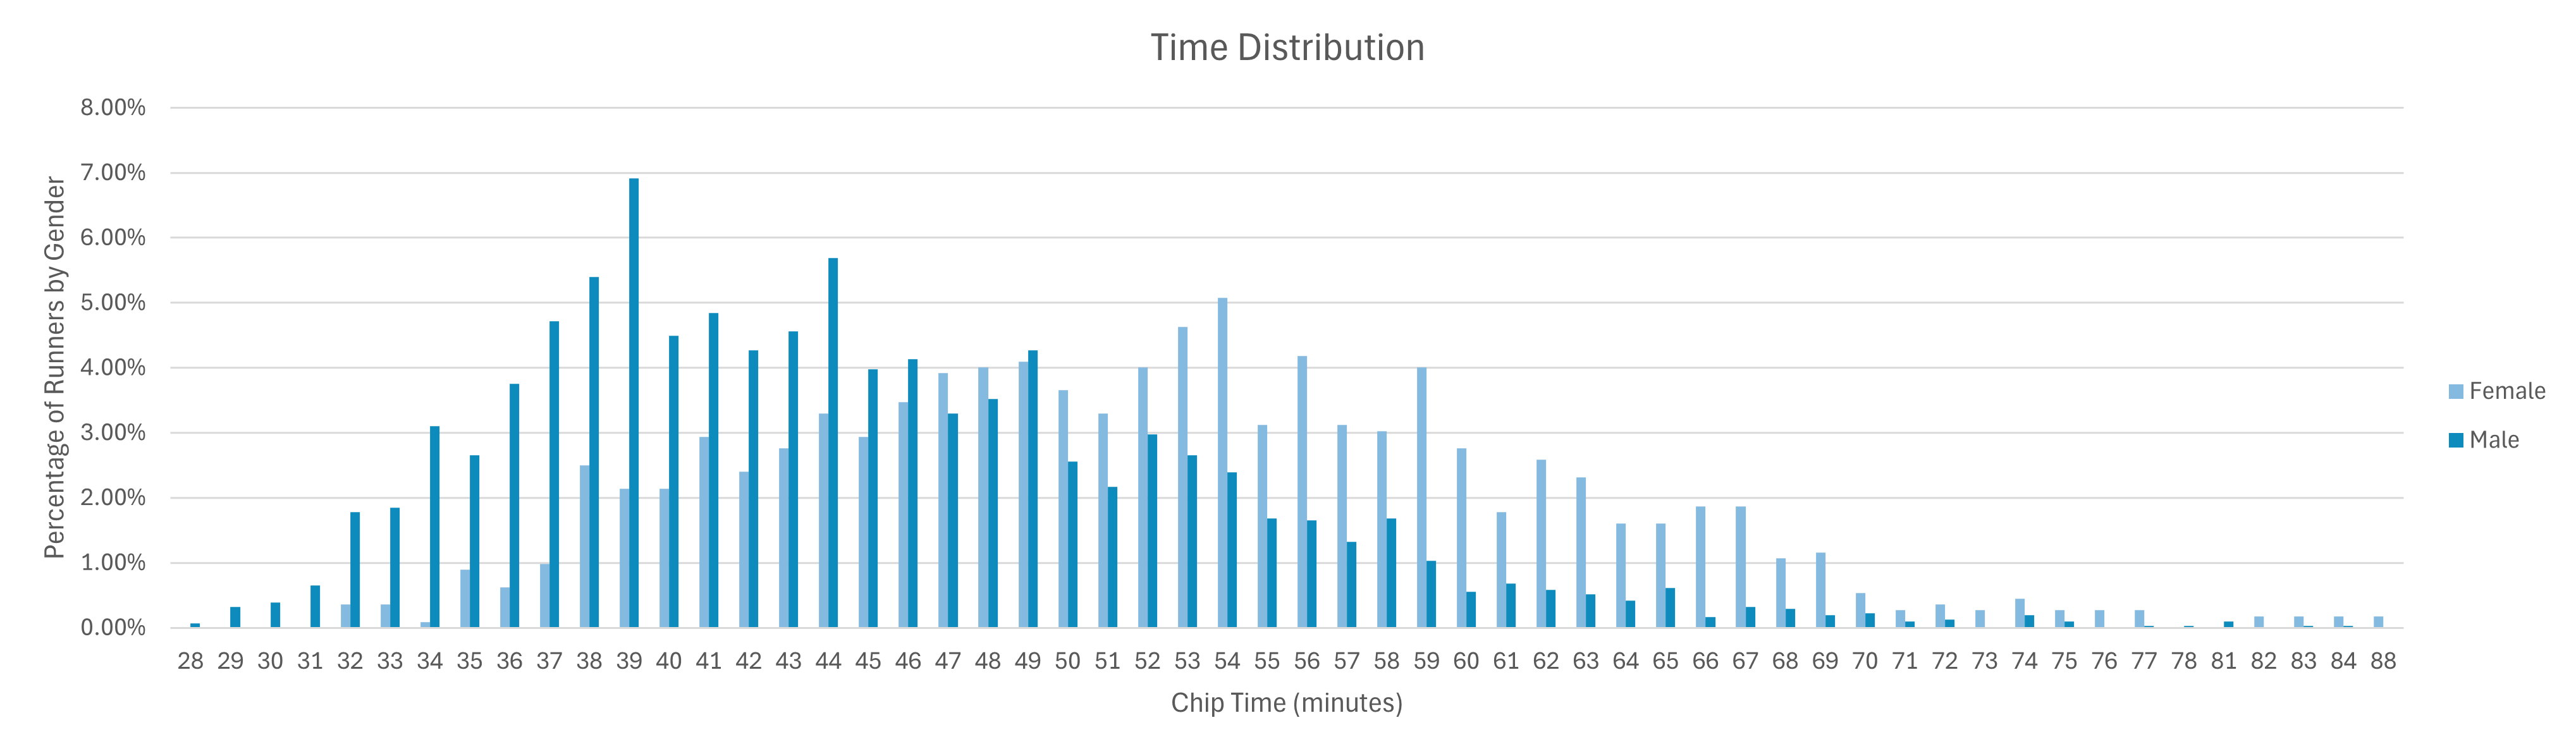 Time Distribution
8.00%
7.00%
6.00%
5.00%
4.00%
3.00%
2.00%
1.00%
0.00%
Percentage of Runners by Gender
28 29 30 31 32 33 34 35 36 37 38 39 40 41 42 43 44 45 46 47 48 49 50 51 52 53 54 55 56 57 58 59 60 61 62 63 64 65 66 67 68 69 70 71 72 73 74 75 76 77 78 81 82 83 84 88
Chip Time (minutes)
Female
Male